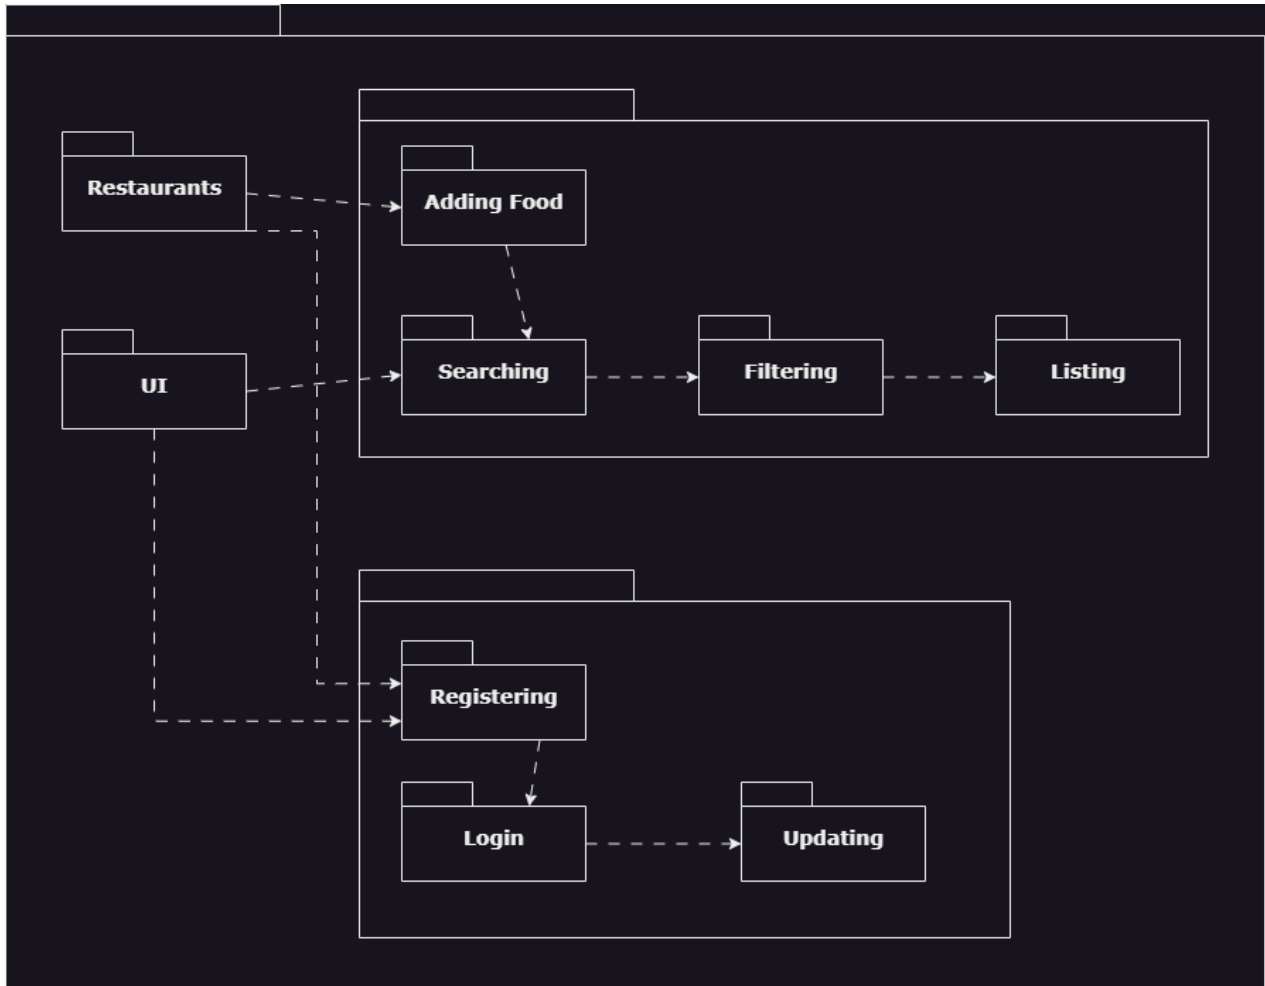 Restaurants
Adding Food
UI
Searching
Filtering
Listing
Registering
Login
Updating